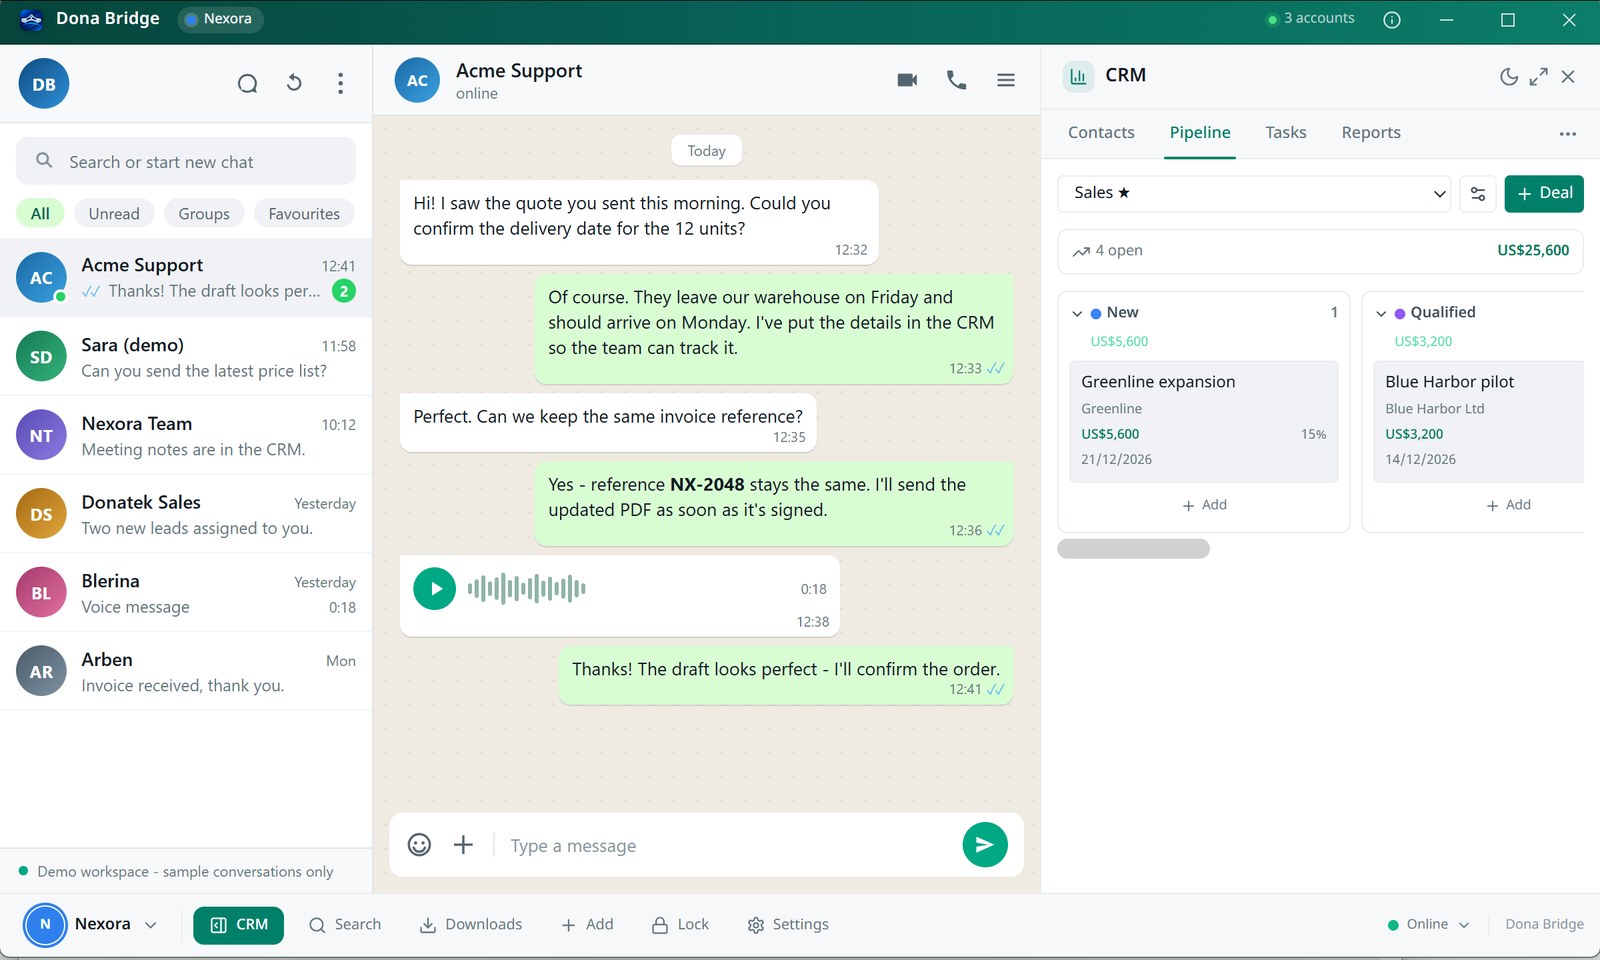 Dona Bridge
Nexora
3 accounts
DB
Search or start new chat
All
Unread
Groups
Favourites
AC
Acme Support
12:41
Thanks! The draft looks per...
2
SD
Sara (demo)
11:58
Can you send the latest price list?
NT
Nexora Team
10:12
Meeting notes are in the CRM.
DS
Donatek Sales
Yesterday
Two new leads assigned to you.
BL
Blerina
Yesterday
Voice message
0:18
AR
Arben
Mon
Invoice received, thank you.
Demo workspace - sample conversations only
AC
Acme Support
online
Today
Hi! I saw the quote you sent this morning. Could you
confirm the delivery date for the 12 units?
12:32
Of course. They leave our warehouse on Friday and
should arrive on Monday. I've put the details in the CRM
so the team can track it.
12:33
Perfect. Can we keep the same invoice reference?
12:35
Yes - reference NX-2048 stays the same. I'll send the
updated PDF as soon as it's signed.
12:36
0:18
12:38
Thanks! The draft looks perfect - I'll confirm the order.
12:41
Type a message
CRM
Contacts
Pipeline
Tasks
Reports
Sales ★
+ Deal
4 open
US$25,600
New
1
US$5,600
Greenline expansion
Greenline
US$5,600
15%
21/12/2026
+ Add
Qualified
US$3,200
Blue Harbor pilot
Blue Harbor Ltd
US$3,200
14/12/2026
+ Add
N
Nexora
CRM
Search
Downloads
+ Add
Lock
Settings
Online
Dona Bridge